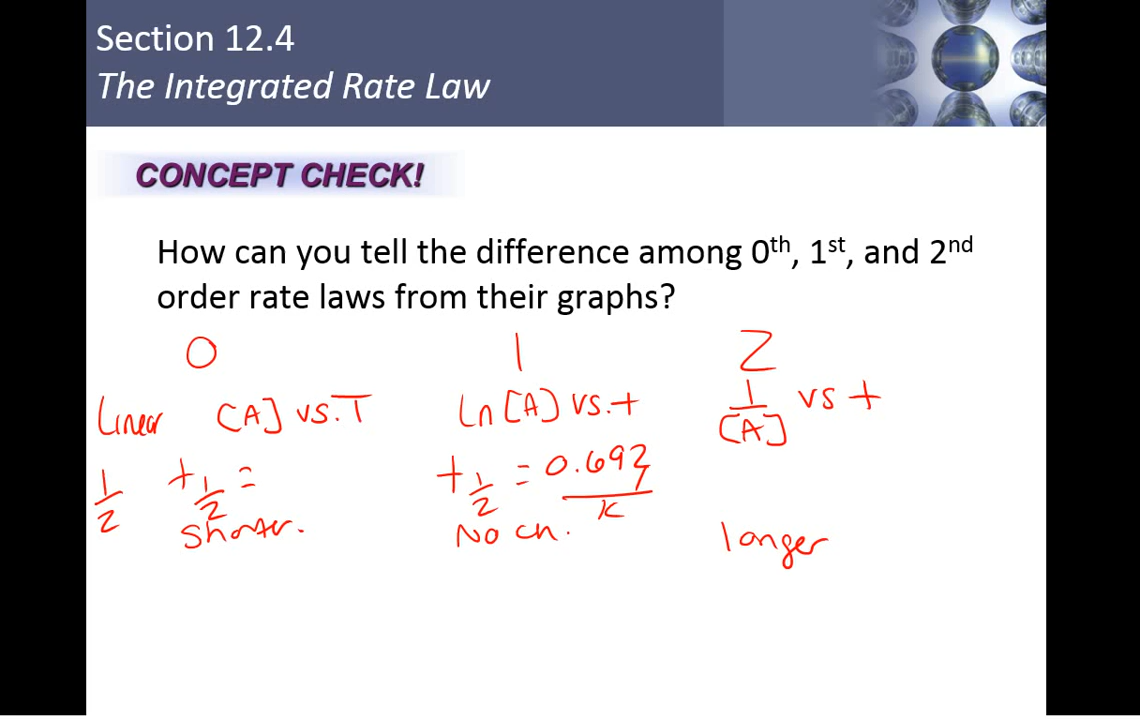 Section 12.4
The Integrated Rate Law
CONCEPT CHECK!
How can you tell the difference among 0th, 1st, and 2nd
order rate laws from their graphs?
0 1 2
Linear [A] vs. T ln [A] vs. t 1/[A] vs t
1/2 t 1/2 = t 1/2 = 0.693/k
Shorter. No ch. longer